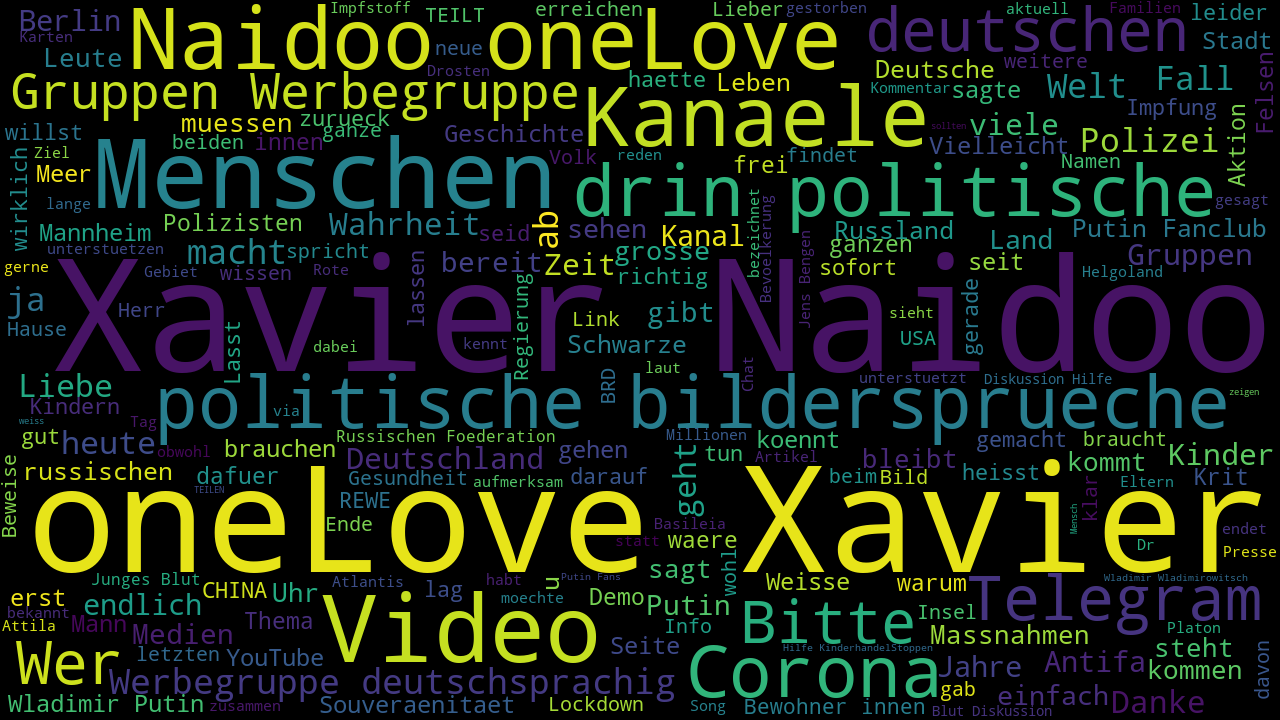 Berlin
Impfstoff
TEILT
erreichen
Lieber
gestorben
aktuell
Familien
leider
Karten
Naidoo oneLove
deutschen
Leute
neue
Stadt
Drosten
haette
Leben
Deutsche
weitere
Felsen
Gruppen Werbegruppe
Kanaele
Kommentar
sagte
Welt
Fall
Impfung
muessen
zurueck
ganze
sollten
viele
willst
beiden
innen
Geschichte
Vielleicht
Polizei
Aktion
Ziel
Volk
reden
frei
findet
Namen
Meer
Menschen
drin politische
wirklich
lange
gesagt
Mannheim
Polizisten
Wahrheit
seid
ab
sehen
Kanal
bezeichnet
Bevoelkerung
Russland
Putin Fanclub
unterstuetzen
macht
spricht
grosse
ganzen
Land
Gruppen
gerne
Gebiet
wissen
Rote
lassen
bereit
Zeit
richtig
Jens Bengen
sofort
seit
Helgoland
Xavier Naidoo
ja
Herr
Regierung
Link
gibt
sieht
gerade
Hause
Lasst
dabei
kennt
Schwarze
USA
laut
Chat
Liebe
politische bildersprueche
BRD
unterstuetzt
Diskussion Hilfe
zeigen
Kindern
Tag
via
weiss
gut
heute
obwohl
brauchen
Russischen Foederation
gehen
Millionen
koennt
gemacht
braucht
Beweise
russischen
dafuer
Deutschland
geht
tun
Artikel
bleibt
kommt
Kinder
TEILEN
Gesundheit
aufmerksam
darauf
beim
Bild
heisst
klar
Eltern
Krit
REWE
oneLove Xavier
Ende
Basileia
statt
waere
Mensch
endet
Dr
Presse
Junges Blut
CHINA
Uhr
Atlantis
lag
habt
u
Putin Fans
sagt
wohl
Weisse
warum
Wladimir Wladimirowitsch
erst
bekannt
endlich
moechte
Demo
Putin
Telegram
Insel
Attila
Mann
Thema
Video
Info
Bitte
Massnahmen
Platon
Medien
Wer
letzten
YouTube
Seite
Hilfe KinderhandelStoppen
steht
davon
Werbegruppe deutschsprachig
Corona
Jahre
Antifa
kommen
Wladimir Putin
zusammen
Souveraenitaet
Lockdown
Song
Bewohner innen
gab
einfach
Danke
Blut Diskussion